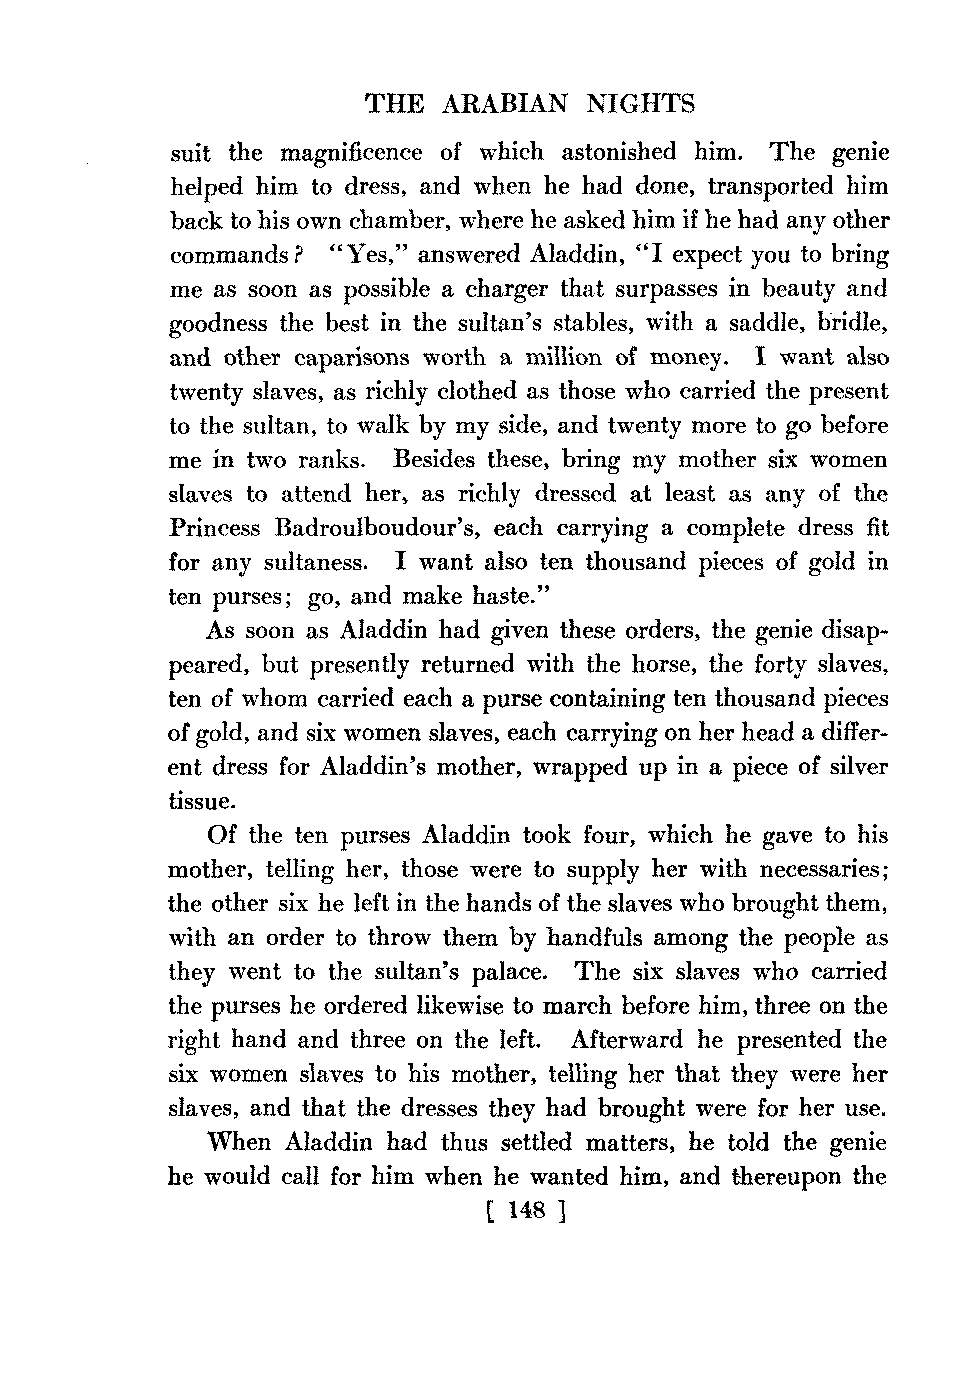 THE ARABIAN NIGHTS
suit the magnificence of which astonished him. The genie
helped him to dress, and when he had done, transported him
back to his own chamber, where he asked him if he had any other
commands? "Yes," answered Aladdin, "I expect you to bring
me as soon as possible a charger that surpasses in beauty and
goodness the best in the sultan's stables, with a saddle, bridle,
and other caparisons worth a million of money. I want also
twenty slaves, as richly clothed as those who carried the present
to the sultan, to walk by my side, and twenty more to go before
me in two ranks. Besides these, bring my mother six women
slaves to attend her, as richly dressed at least as any of the
Princess Badroulboudour's, each carrying a complete dress fit
for any sultaness. I want also ten thousand pieces of gold in
ten purses; go, and make haste."
As soon as Aladdin had given these orders, the genie disap-
peared, but presently returned with the horse, the forty slaves,
ten of whom carried each a purse containing ten thousand pieces
of gold, and six women slaves, each carrying on her head a differ-
ent dress for Aladdin's mother, wrapped up in a piece of silver
tissue.
Of the ten purses Aladdin took four, which he gave to his
mother, telling her, those were to supply her with necessaries;
the other six he left in the hands of the slaves who brought them,
with an order to throw them by handfuls among the people as
they went to the sultan's palace. The six slaves who carried
the purses he ordered likewise to march before him, three on the
right hand and three on the left. Afterward he presented the
six women slaves to his mother, telling her that they were her
slaves, and that the dresses they had brought were for her use.
When Aladdin had thus settled matters, he told the genie
he would call for him when he wanted him, and thereupon the
[ 148 ]